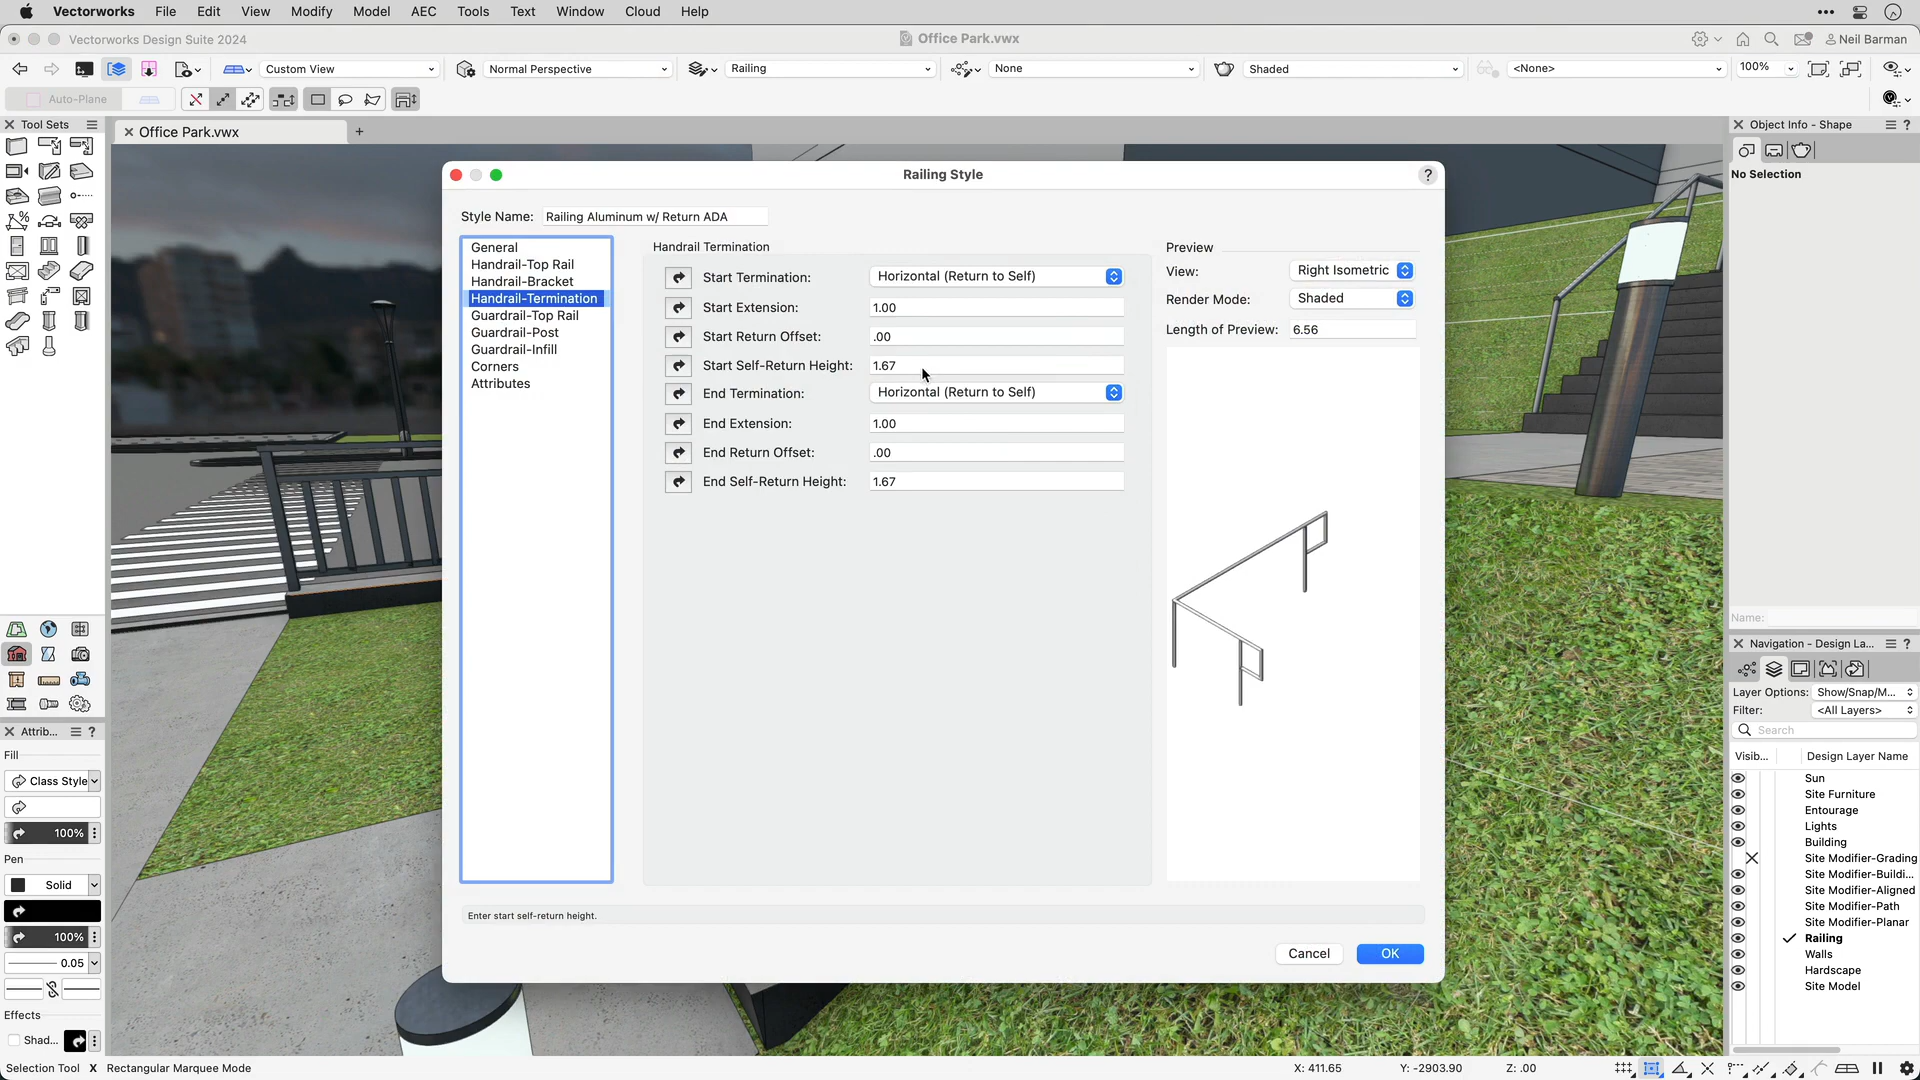 Vectorworks File Edit View Modify Model AEC Tools Text Window Cloud Help
Vectorworks Design Suite 2024
Office Park.vwx
Neil Barman
Custom View
Normal Perspective
Railing
None
Shaded
<None>
100%
Auto-Plane
Tool Sets
Office Park.vwx
Object Info - Shape
No Selection
Name:
Railing Style
?
Style Name: Railing Aluminum w/ Return ADA
General
Handrail-Top Rail
Handrail-Bracket
Handrail-Termination
Guardrail-Top Rail
Guardrail-Post
Guardrail-Infill
Corners
Attributes
Handrail Termination
Start Termination: Horizontal (Return to Self)
Start Extension: 1.00
Start Return Offset: .00
Start Self-Return Height: 1.67
End Termination: Horizontal (Return to Self)
End Extension: 1.00
End Return Offset: .00
End Self-Return Height: 1.67
Preview
View: Right Isometric
Render Mode: Shaded
Length of Preview: 6.56
Enter start self-return height.
Cancel
OK
Attrib... ?
Fill
Class Style
100%
Pen
Solid
100%
0.05
Effects
Shad...
Navigation - Design La... ?
Layer Options: Show/Snap/M...
Filter: <All Layers>
Search
Visib... Design Layer Name
Sun
Site Furniture
Entourage
Lights
Building
Site Modifier-Grading
Site Modifier-Buildi...
Site Modifier-Aligned
Site Modifier-Path
Site Modifier-Planar
Railing
Walls
Hardscape
Site Model
Selection Tool X Rectangular Marquee Mode
X: 411.65 Y: -2903.90 Z: .00